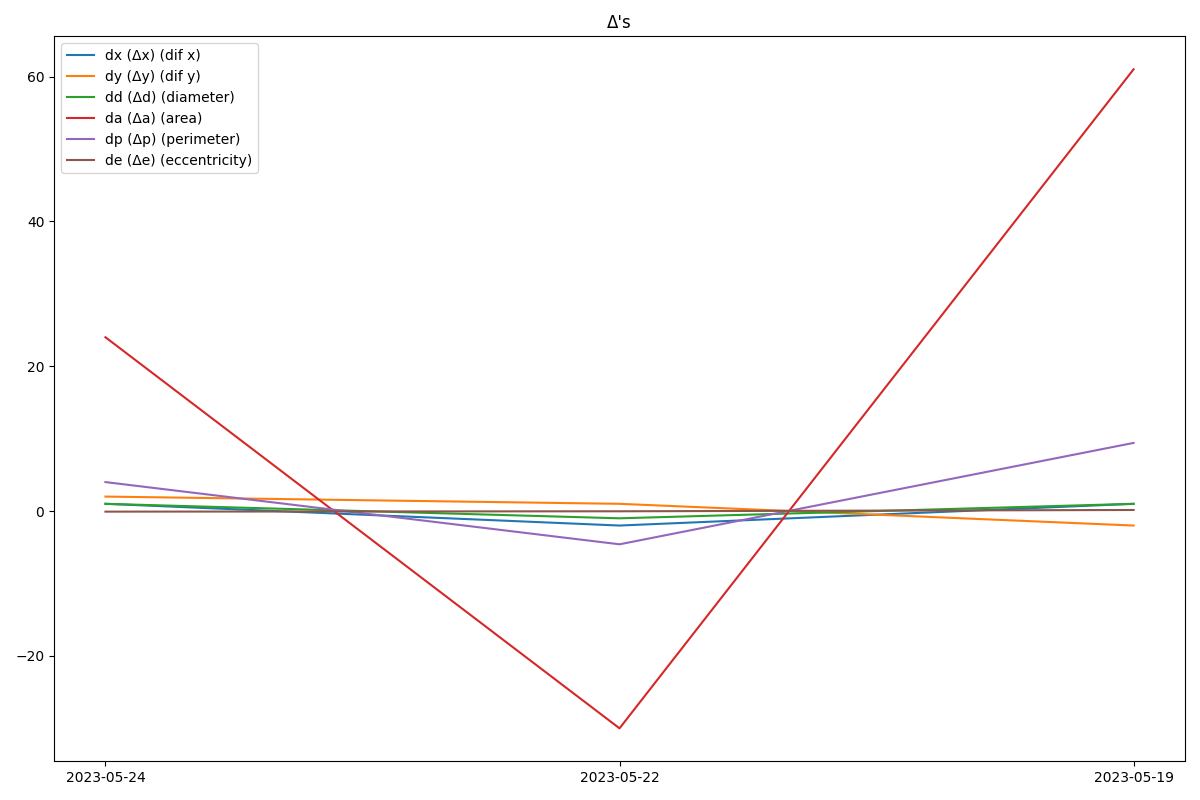 Δ's
dx (Δx) (dif x)
dy (Δy) (dif y)
dd (Δd) (diameter)
da (Δa) (area)
dp (Δp) (perimeter)
de (Δe) (eccentricity)
60
40
20
0
−20
2023-05-24 2023-05-22 2023-05-19